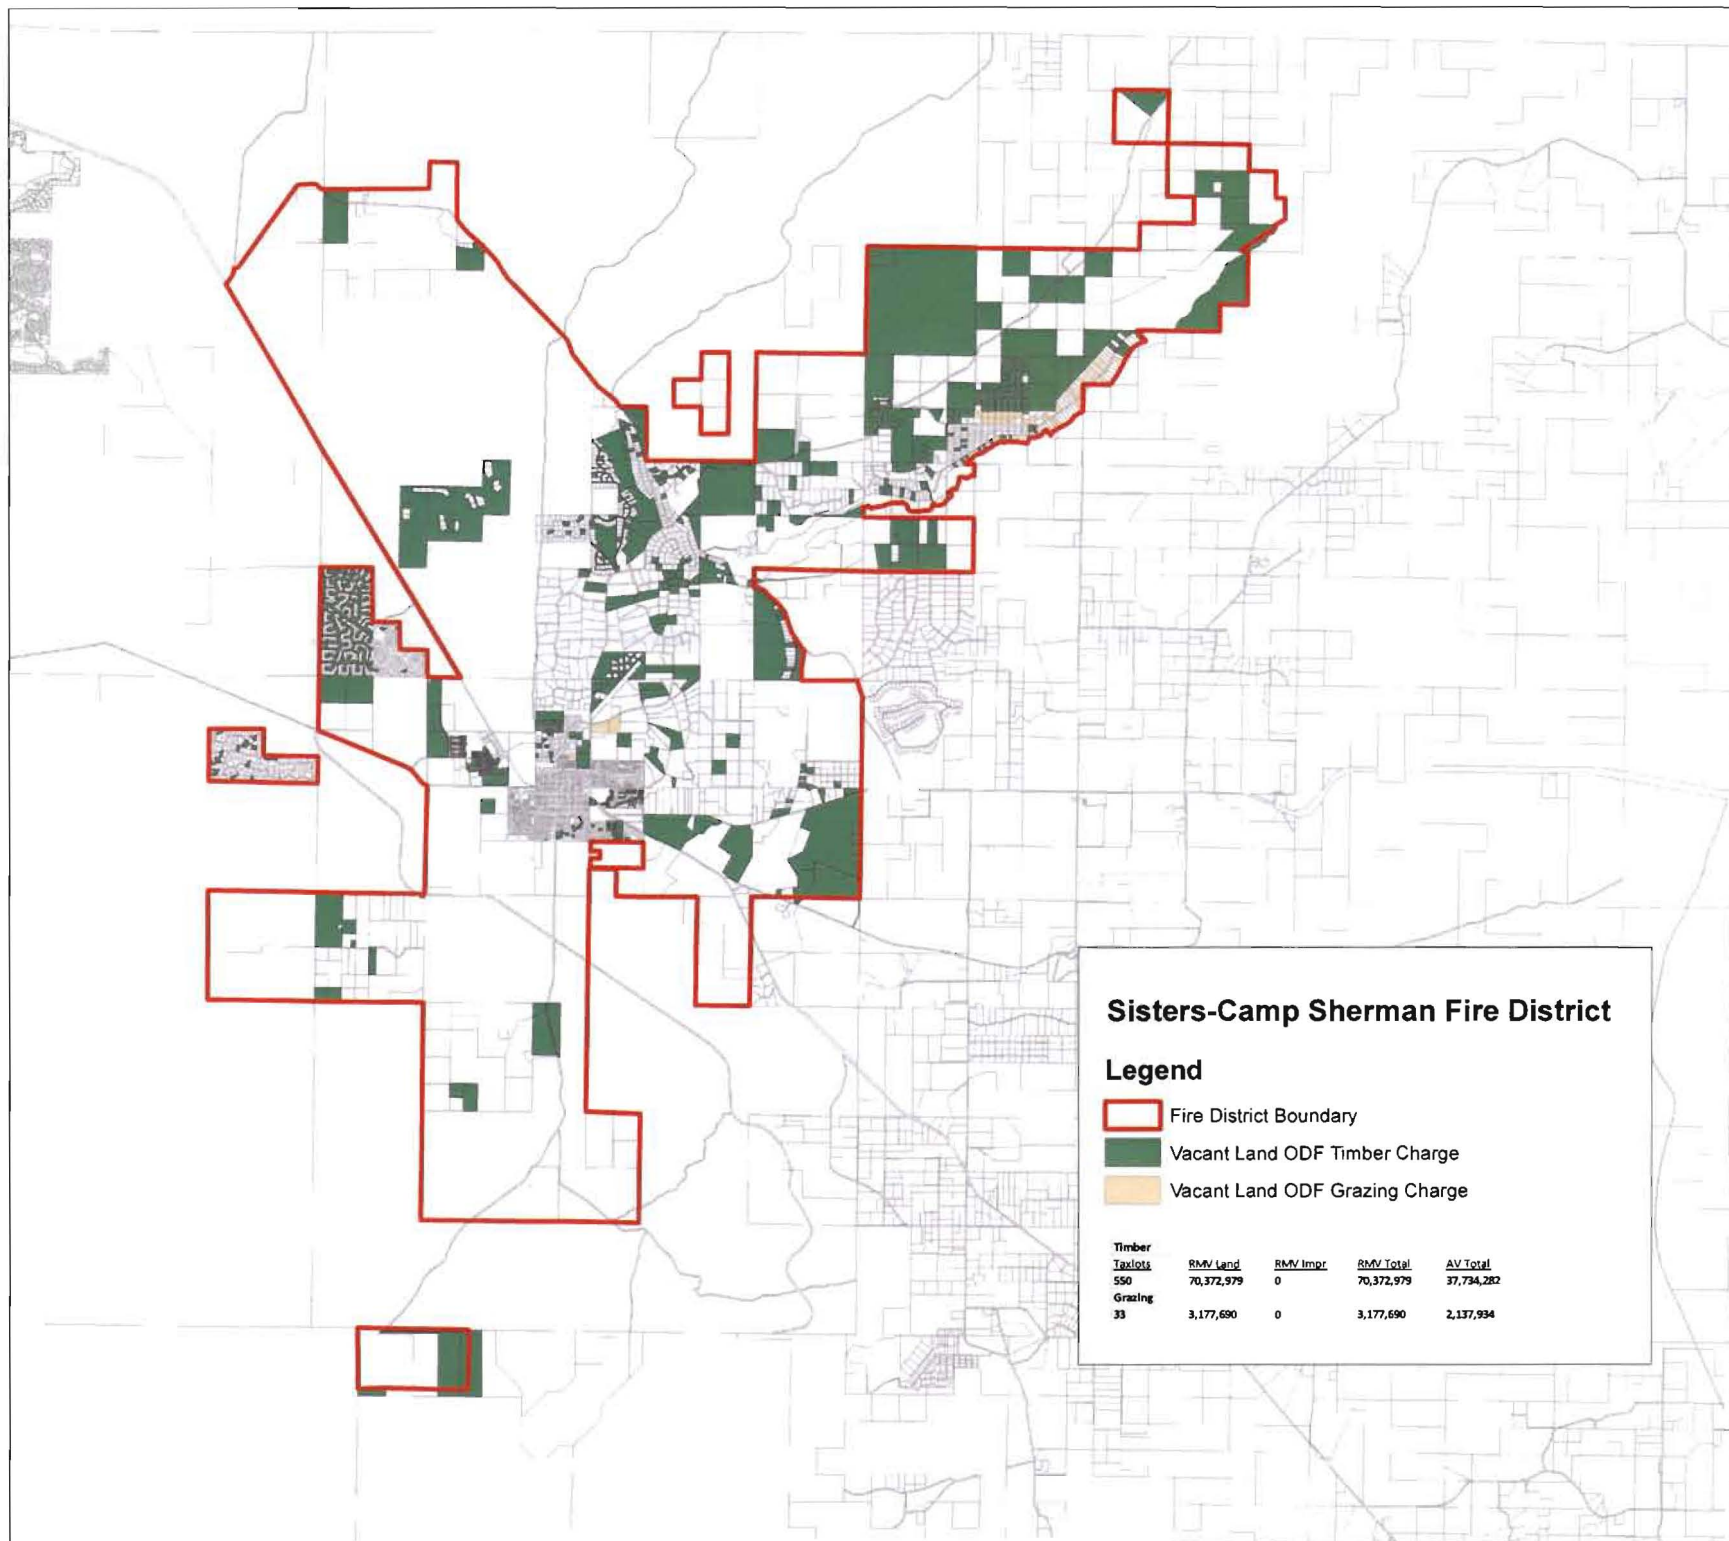 Sisters-Camp Sherman Fire District
Legend
Fire District Boundary
Vacant Land ODF Timber Charge
Vacant Land ODF Grazing Charge
Timber
Taxlots RMV Land RMV Impr RMV Total AV Total
550 70,372,979 0 70,372,979 37,734,282
Grazing
33 3,177,690 0 3,177,690 2,137,934